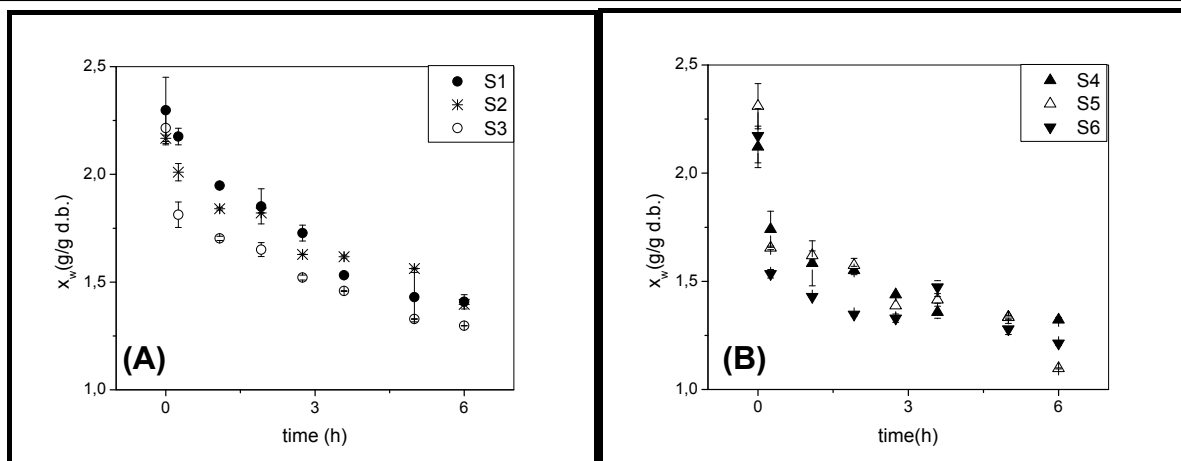 2,5
S1
S2
S3
2,0
x_w(g/g d.b.)
1,5
(A)
1,0
0
3
6
time (h)
2,5
S4
S5
S6
2,0
x_w(g/g d.b.)
1,5
(B)
1,0
0
3
6
time(h)